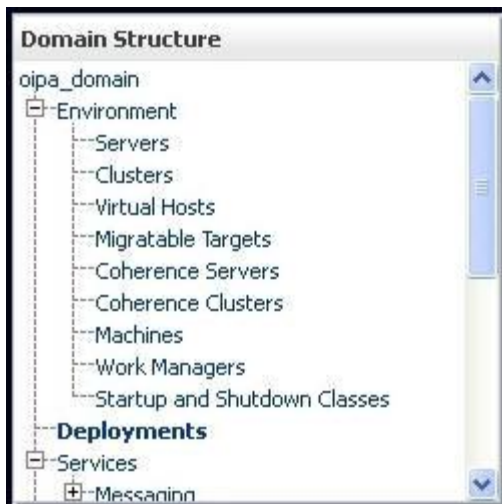 Domain Structure
oipa_domain
Environment
Servers
Clusters
Virtual Hosts
Migratable Targets
Coherence Servers
Coherence Clusters
Machines
Work Managers
Startup and Shutdown Classes
Deployments
Services
Messaging